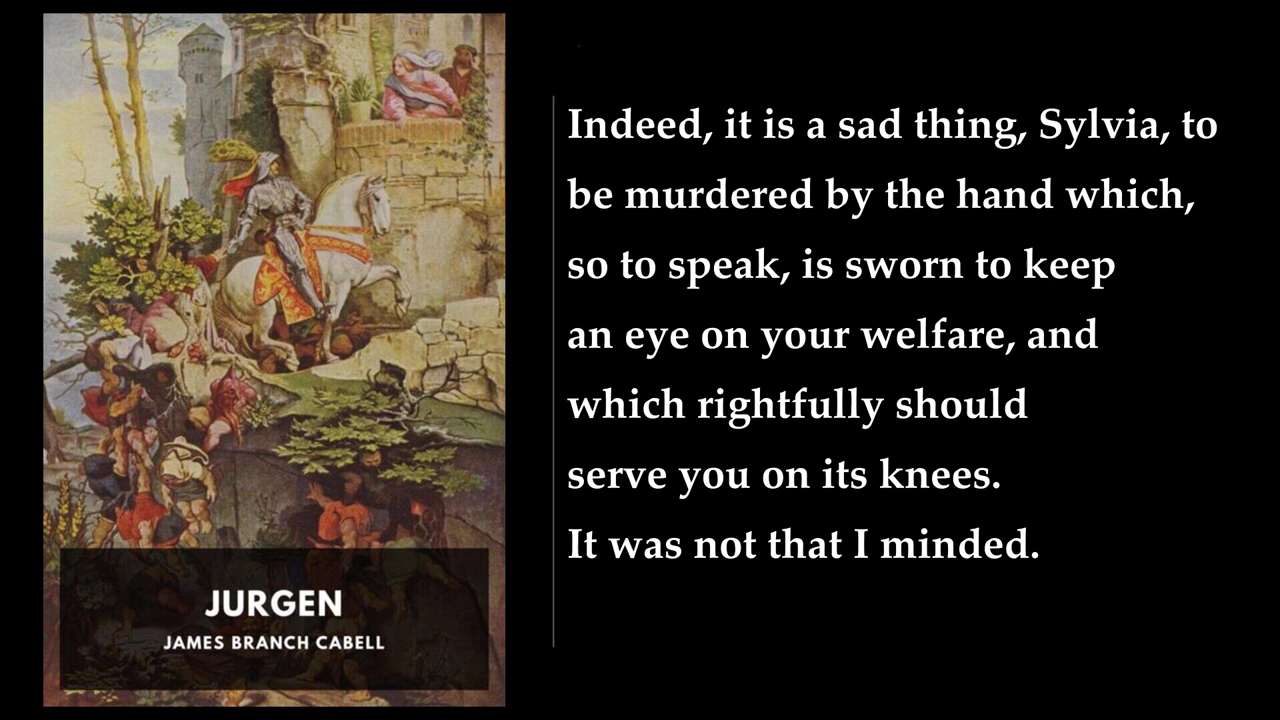 JURGEN
JAMES BRANCH CABELL
Indeed, it is a sad thing, Sylvia, to
be murdered by the hand which,
so to speak, is sworn to keep
an eye on your welfare, and
which rightfully should
serve you on its knees.
It was not that I minded.